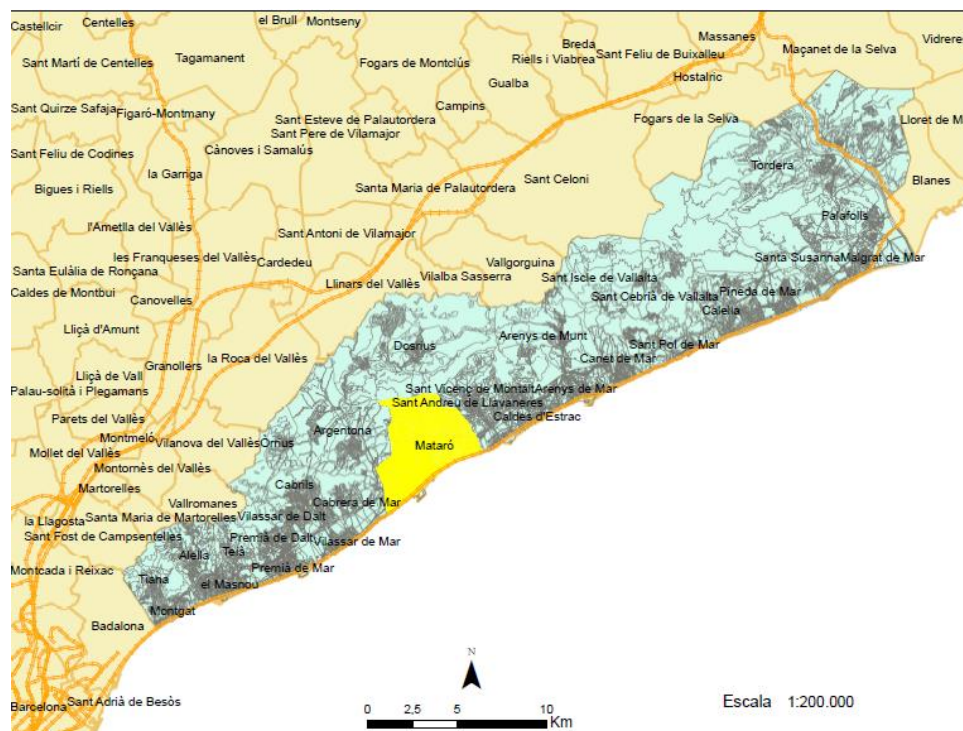 el Brull
Montseny
Castellcir
Centelles
Massanes
Vidreres
Breda
Maçanet de la Selva
Tagamanent
Sant Feliu de Buixalleu
Riells i Viabrea
Sant Martí de Centelles
Fogars de Montclús
Hostalric
Gualba
Campins
Sant Quirze Safaja
Figaró-Montmany
Sant Esteve de Palautordera
Fogars de la Selva
Lloret de M
Sant Pere de Vilamajor
Cànoves i Samalús
Sant Feliu de Codines
Tordera
la Garriga
Sant Celoni
Blanes
Bigues i Riells
Santa Maria de Palautordera
Palafolls
l'Ametlla del Vallès
Sant Antoni de Vilamajor
les Franqueses del Vallès
Cardedeu
Vallgorguina
Santa Susanna
Malgrat de Mar
Santa Eulàlia de Ronçana
Vilalba Sasserra
Sant Iscle de Vallalta
Llinars del Vallès
Caldes de Montbui
Canovelles
Sant Cebrià de Vallalta
Pineda de Mar
Calella
Lliçà d'Amunt
Arenys de Munt
Dosrius
Sant Pol de Mar
la Roca del Vallès
Canet de Mar
Granollers
Lliçà de Vall
Palau-solità i Plegamans
Sant Vicenç de Montalt
Arenys de Mar
Sant Andreu de Llavaneres
Caldes d'Estrac
Parets del Vallès
Argentona
Montmeló
Vilanova del Vallès
Òrrius
Mataró
Mollet del Vallès
Montornès del Vallès
Martorelles
Cabrils
Vallromanes
Cabrera de Mar
la Llagosta
Santa Maria de Martorelles
Vilassar de Dalt
Sant Fost de Campsentelles
Premià de Dalt
Vilassar de Mar
Alella
Teià
Montcada i Reixac
Premià de Mar
Tiana
el Masnou
Montgat
Badalona
N
Sant Adrià de Besòs
Barcelona
Escala 1:200.000
0 2,5 5 10
Km